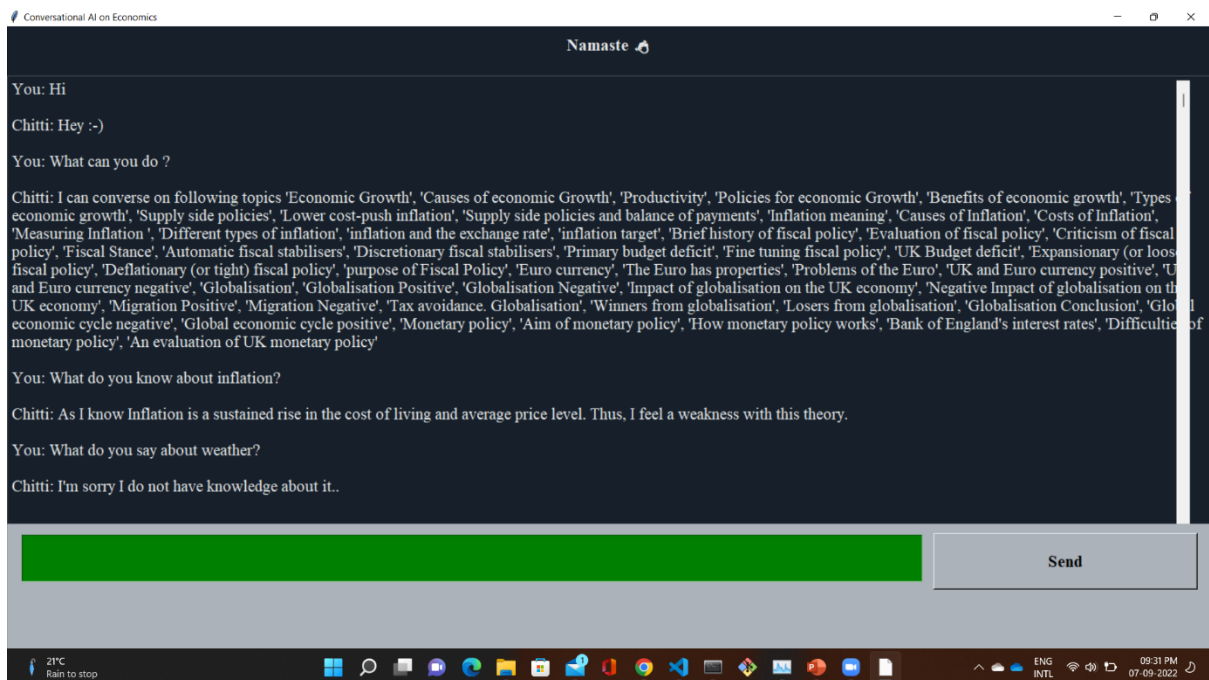 Conversational AI on Economics
Namaste
You: Hi
Chitti: Hey :-)
You: What can you do ?
Chitti: I can converse on following topics 'Economic Growth', 'Causes of economic Growth', 'Productivity', 'Policies for economic Growth', 'Benefits of economic growth', 'Types
economic growth', 'Supply side policies', 'Lower cost-push inflation', 'Supply side policies and balance of payments', 'Inflation meaning', 'Causes of Inflation', 'Costs of Inflation',
'Measuring Inflation ', 'Different types of inflation', 'inflation and the exchange rate', 'inflation target', 'Brief history of fiscal policy', 'Evaluation of fiscal policy', 'Criticism of fiscal
policy', 'Fiscal Stance', 'Automatic fiscal stabilisers', 'Discretionary fiscal stabilisers', 'Primary budget deficit', 'Fine tuning fiscal policy', 'UK Budget deficit', 'Expansionary (or loose
fiscal policy', 'Deflationary (or tight) fiscal policy', 'purpose of Fiscal Policy', 'Euro currency', 'The Euro has properties', 'Problems of the Euro', 'UK and Euro currency positive',
and Euro currency negative', 'Globalisation', 'Globalisation Positive', 'Globalisation Negative', 'Impact of globalisation on the UK economy', 'Negative Impact of globalisation on
UK economy', 'Migration Positive', 'Migration Negative', 'Tax avoidance. Globalisation', 'Winners from globalisation', 'Losers from globalisation', 'Globalisation Conclusion',
economic cycle negative', 'Global economic cycle positive', 'Monetary policy', 'Aim of monetary policy', 'How monetary policy works', 'Bank of England's interest rates', of
monetary policy', 'An evaluation of UK monetary policy'
You: What do you know about inflation?
Chitti: As I know Inflation is a sustained rise in the cost of living and average price level. Thus, I feel a weakness with this theory.
You: What do you say about weather?
Chitti: I'm sorry I do not have knowledge about it..
Send
21°C
Rain to stop
1
ENG
INTL
09:31 PM
07-09-2022